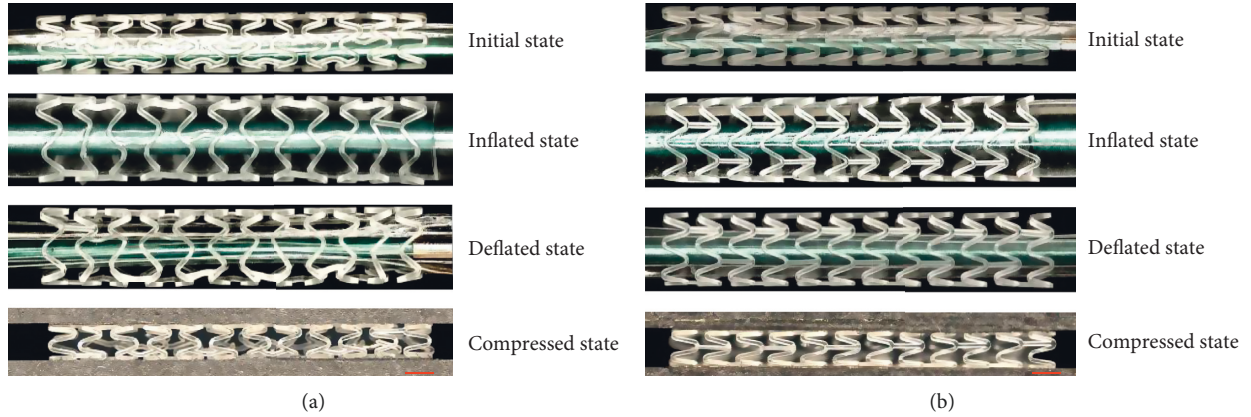 Initial state
Inflated state
Deflated state
Compressed state
(a)
Initial state
Inflated state
Deflated state
Compressed state
(b)